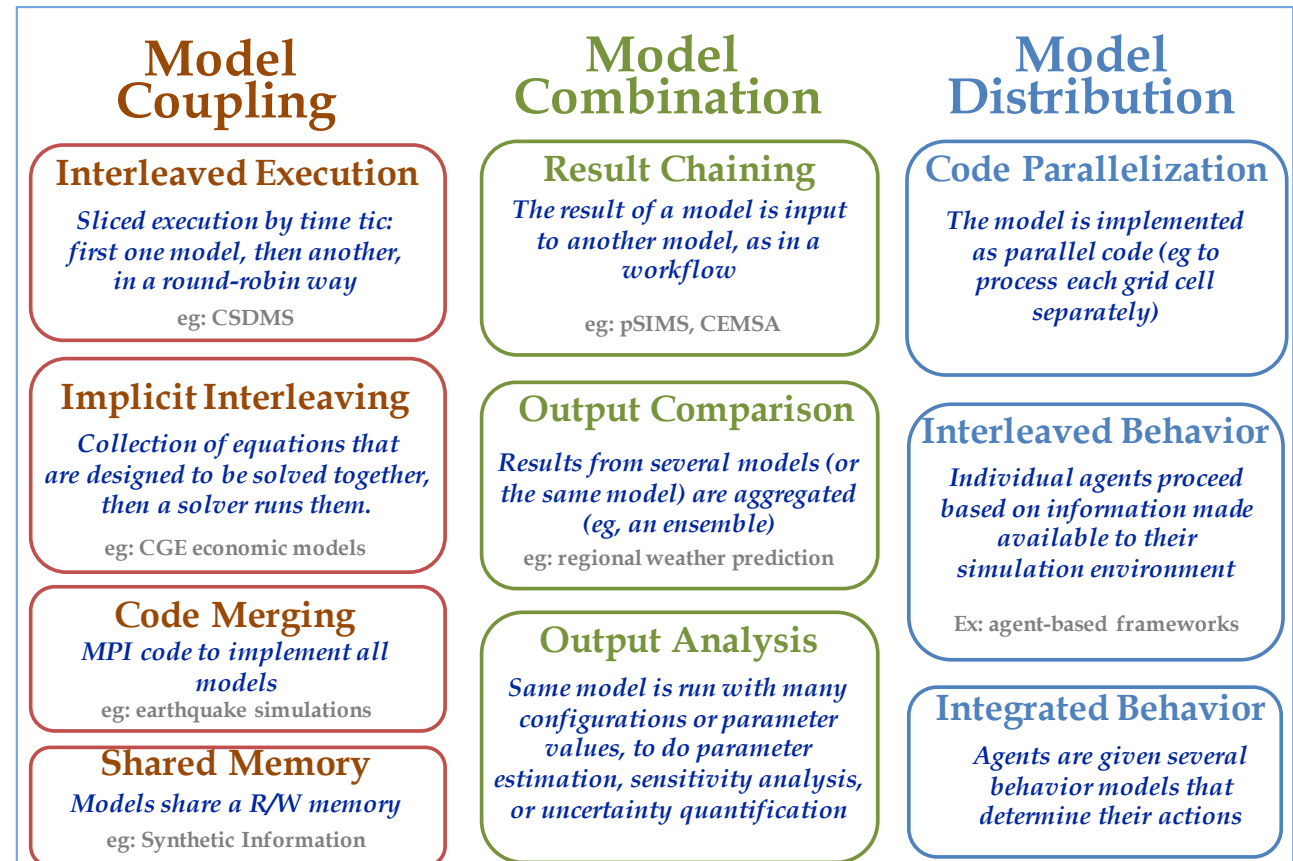 Model
Coupling
Interleaved Execution
Sliced execution by time tic:
first one model, then another,
in a round-robin way
eg: CSDMS
Implicit Interleaving
Collection of equations that
are designed to be solved together,
then a solver runs them.
eg: CGE economic models
Code Merging
MPI code to implement all
models
eg: earthquake simulations
Shared Memory
Models share a R/W memory
eg: Synthetic Information
Model
Combination
Result Chaining
The result of a model is input
to another model, as in a
workflow
eg: pSIMS, CEMSA
Output Comparison
Results from several models (or
the same model) are aggregated
(eg, an ensemble)
eg: regional weather prediction
Output Analysis
Same model is run with many
configurations or parameter
values, to do parameter
estimation, sensitivity analysis,
or uncertainty quantification
Model
Distribution
Code Parallelization
The model is implemented
as parallel code (eg to
process each grid cell
separately)
Interleaved Behavior
Individual agents proceed
based on information made
available to their
simulation environment
Ex: agent-based frameworks
Integrated Behavior
Agents are given several
behavior models that
determine their actions